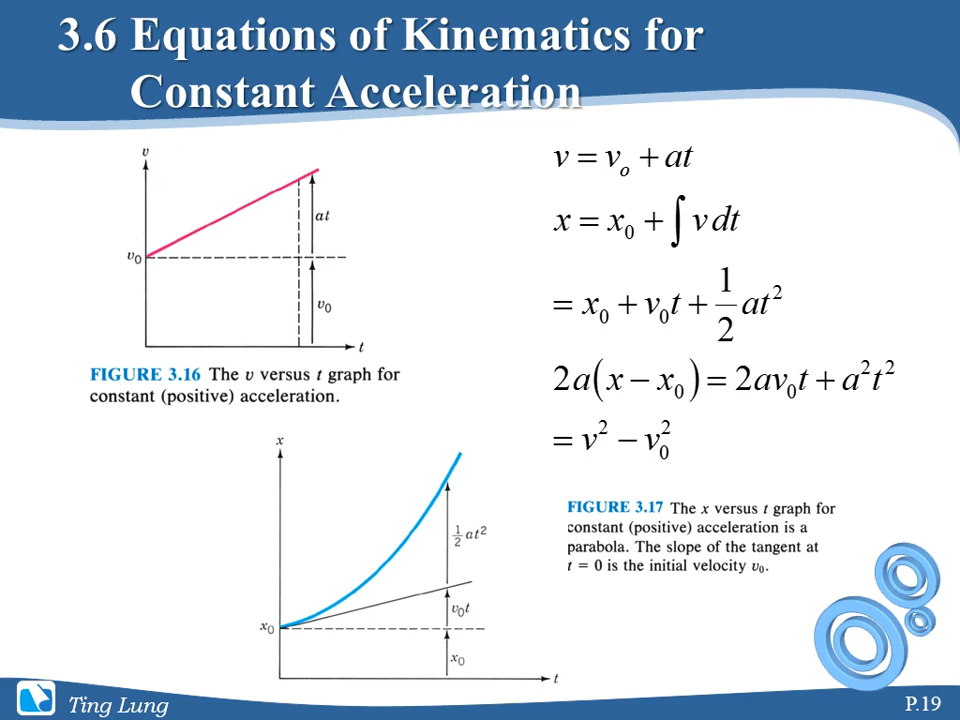 3.6 Equations of Kinematics for
Constant Acceleration
v
at
v₀
v₀
t
FIGURE 3.16 The υ versus t graph for
constant (positive) acceleration.
v = vₒ + at
x = x₀ + ∫ v dt
= x₀ + v₀t + 1/2 at²
2a(x − x₀) = 2av₀t + a²t²
= v² − v₀²
x
½ at²
v₀t
x₀
x₀
t
FIGURE 3.17 The x versus t graph for
constant (positive) acceleration is a
parabola. The slope of the tangent at
t = 0 is the initial velocity υ₀.
Ting Lung
P.19